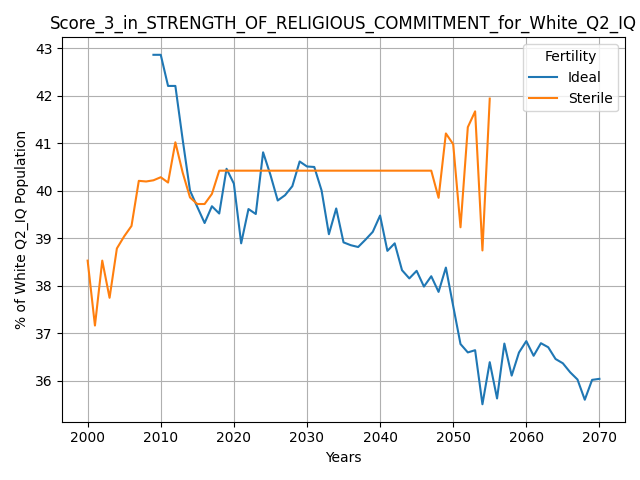 Score_3_in_STRENGTH_OF_RELIGIOUS_COMMITMENT_for_White_Q2_IQ
Fertility
Ideal
Sterile
% of White Q2_IQ Population
43
42
41
40
39
38
37
36
2000 2010 2020 2030 2040 2050 2060 2070
Years